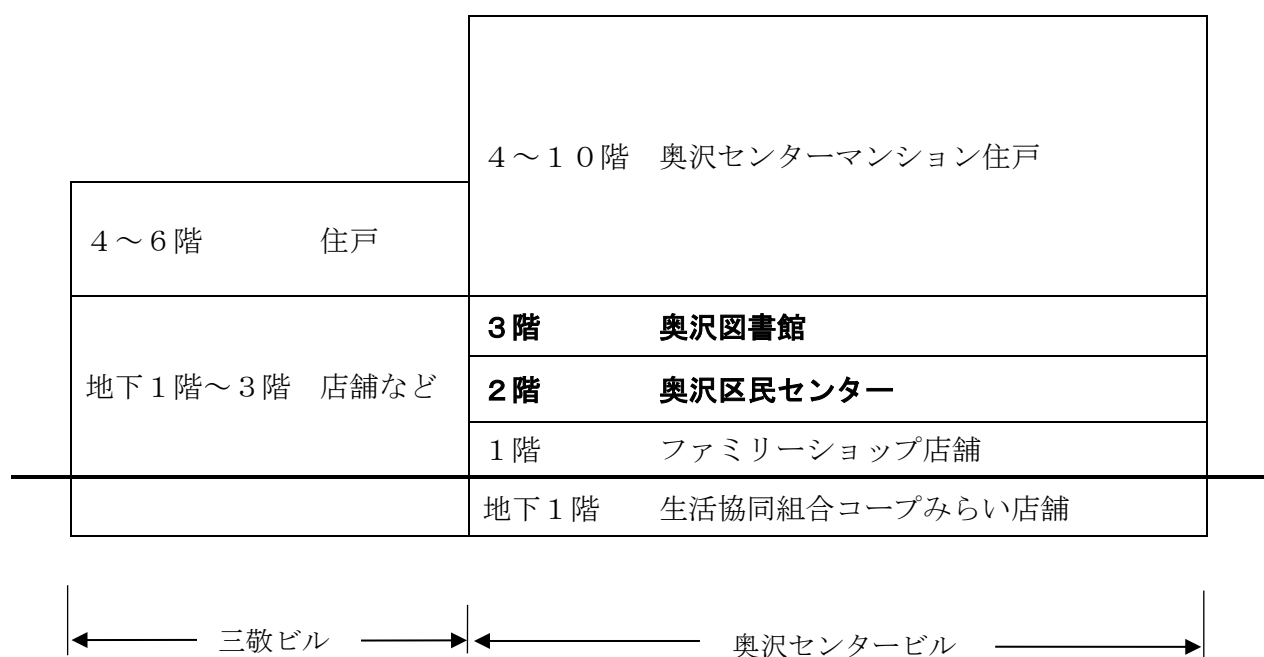 ４～１０階　奥沢センターマンション住戸
４～６階　住戸
３階　奥沢図書館
地下１階～３階　店舗など
２階　奥沢区民センター
１階　ファミリーショップ店舗
地下１階　生活協同組合コープみらい店舗
三敬ビル
奥沢センタービル